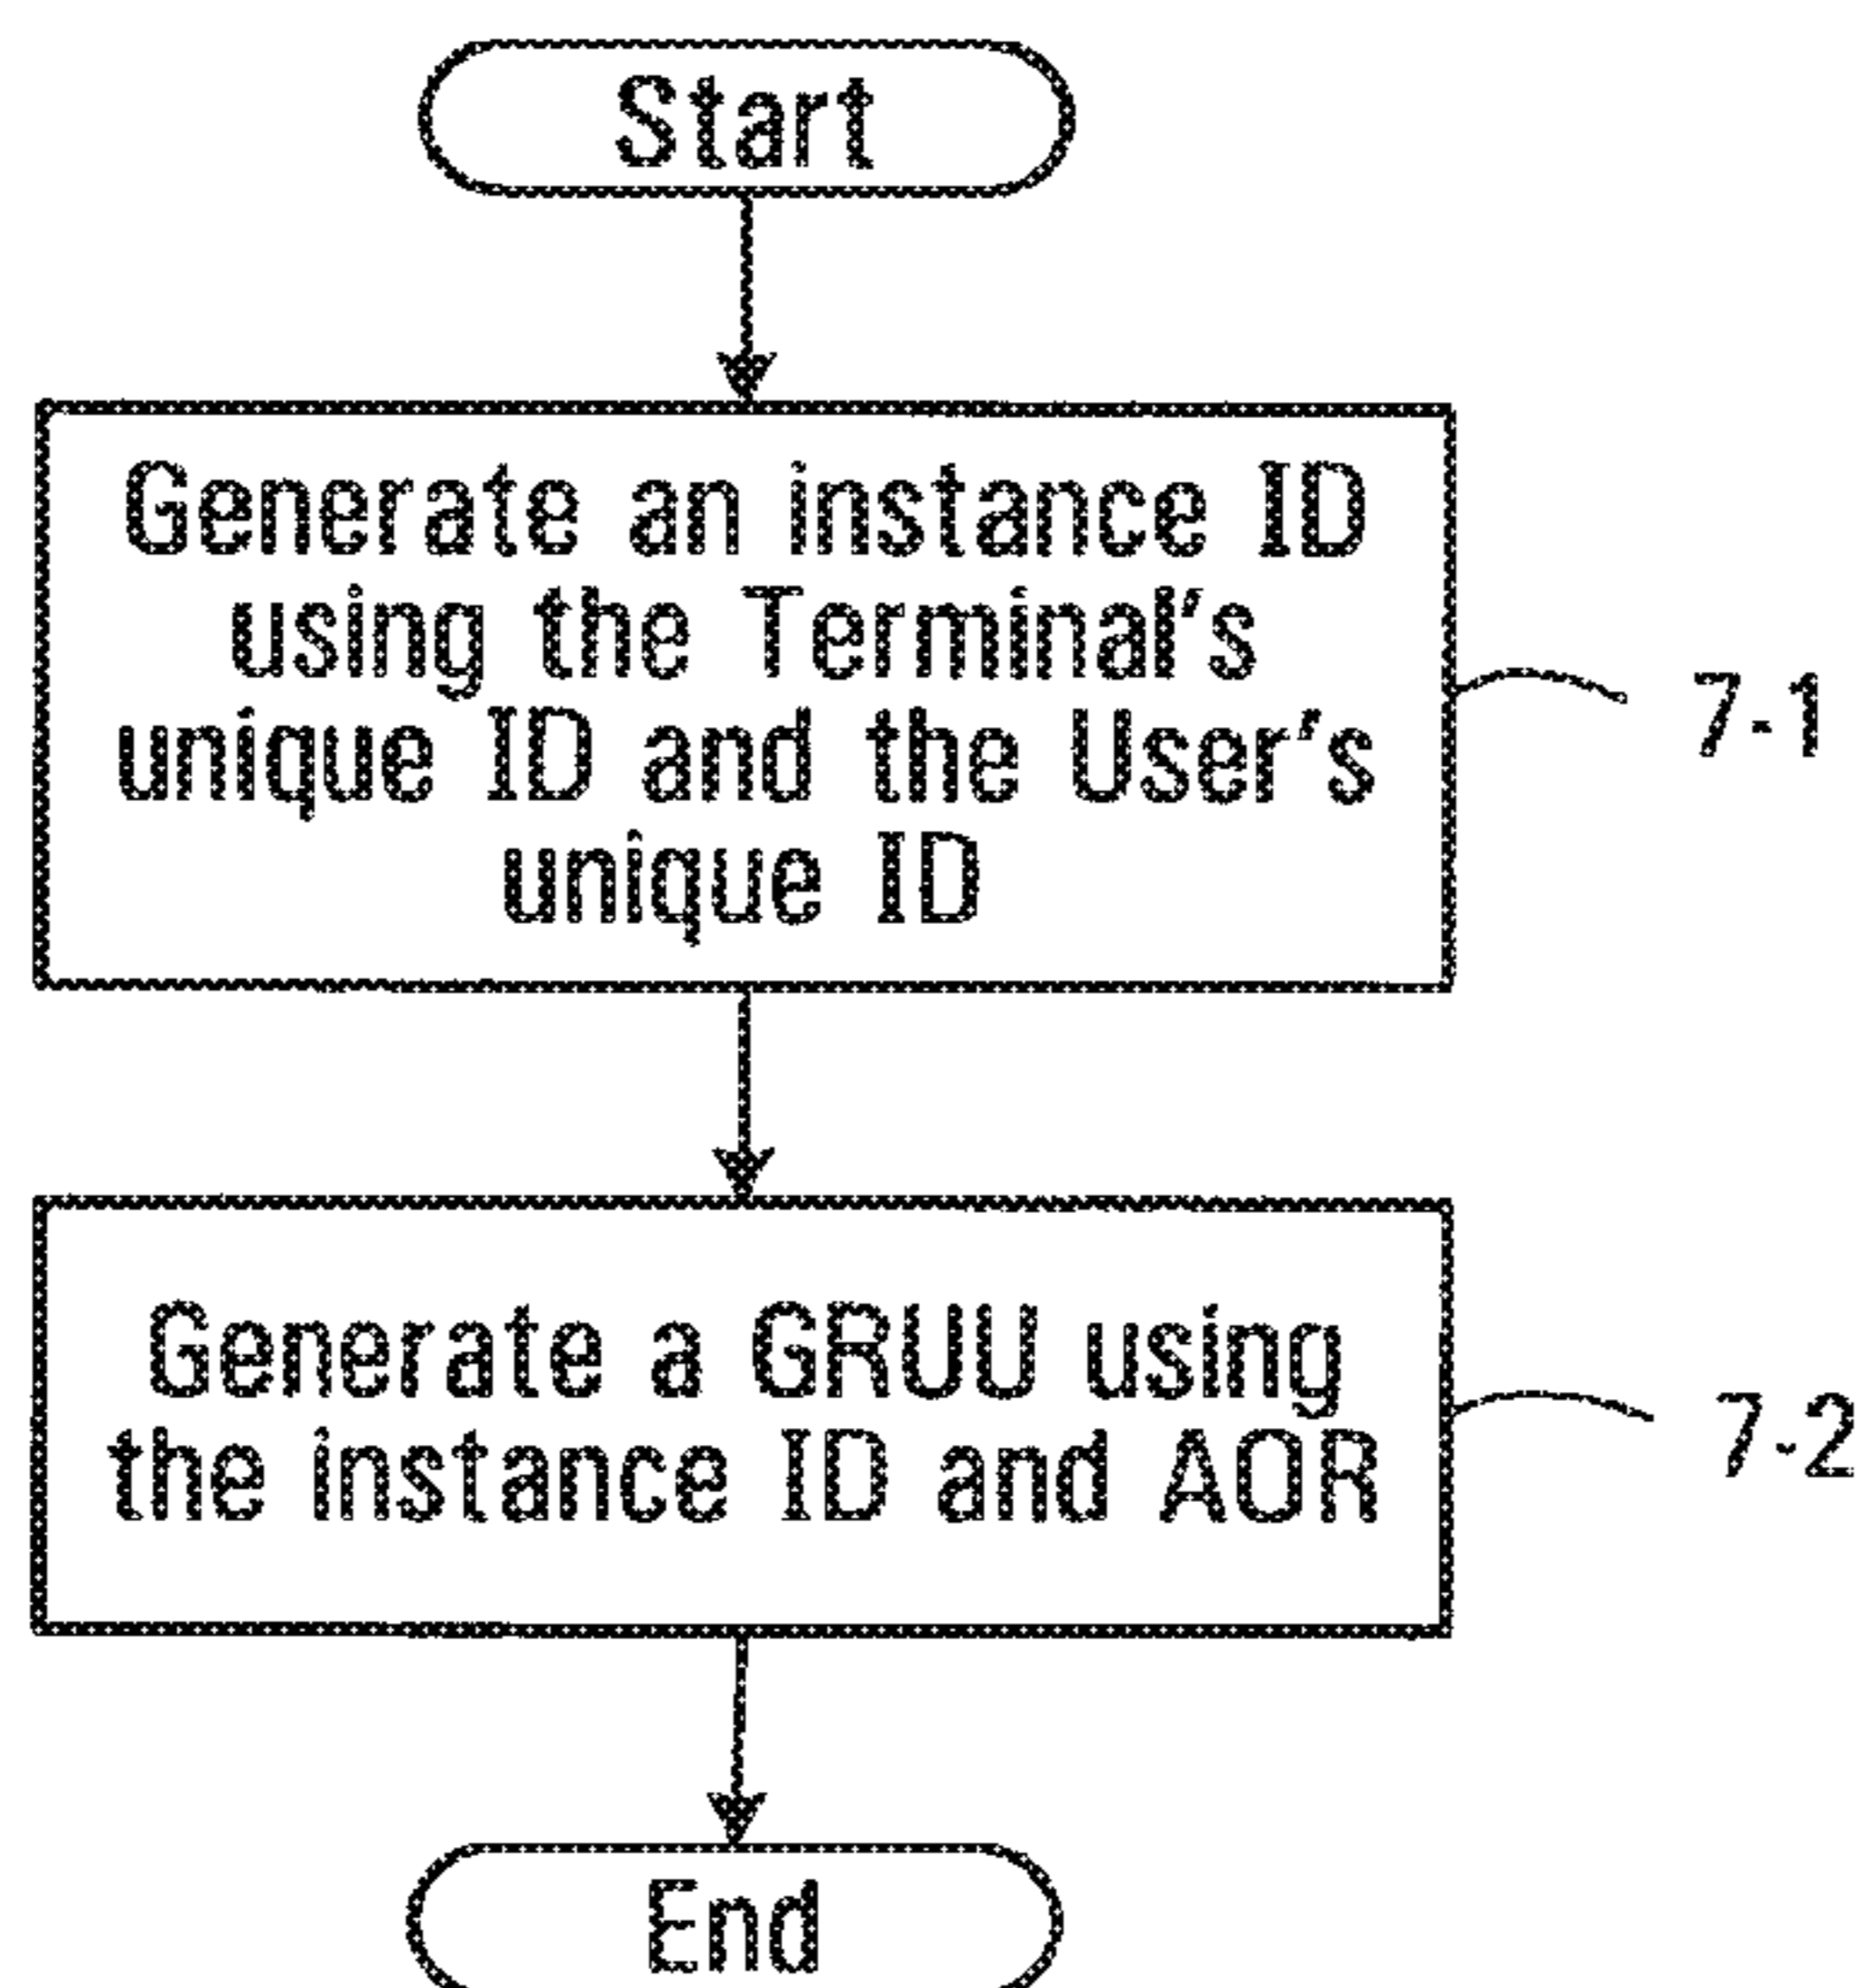 Start
Generate an instance ID
using the Terminal's
unique ID and the User's
unique ID
7-1
Generate a GRUU using
the instance ID and AOR
7-2
End